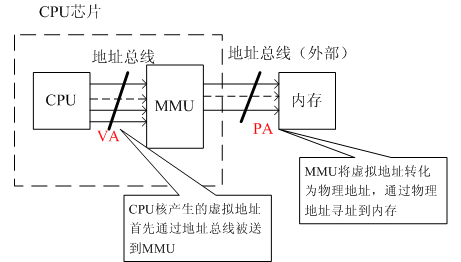 CPU芯片
地址总线
地址总线（外部）
CPU
MMU
内存
VA
PA
MMU将虚拟地址转化
为物理地址，通过物理
地址寻址到内存
CPU核产生的虚拟地址
首先通过地址总线被送
到MMU